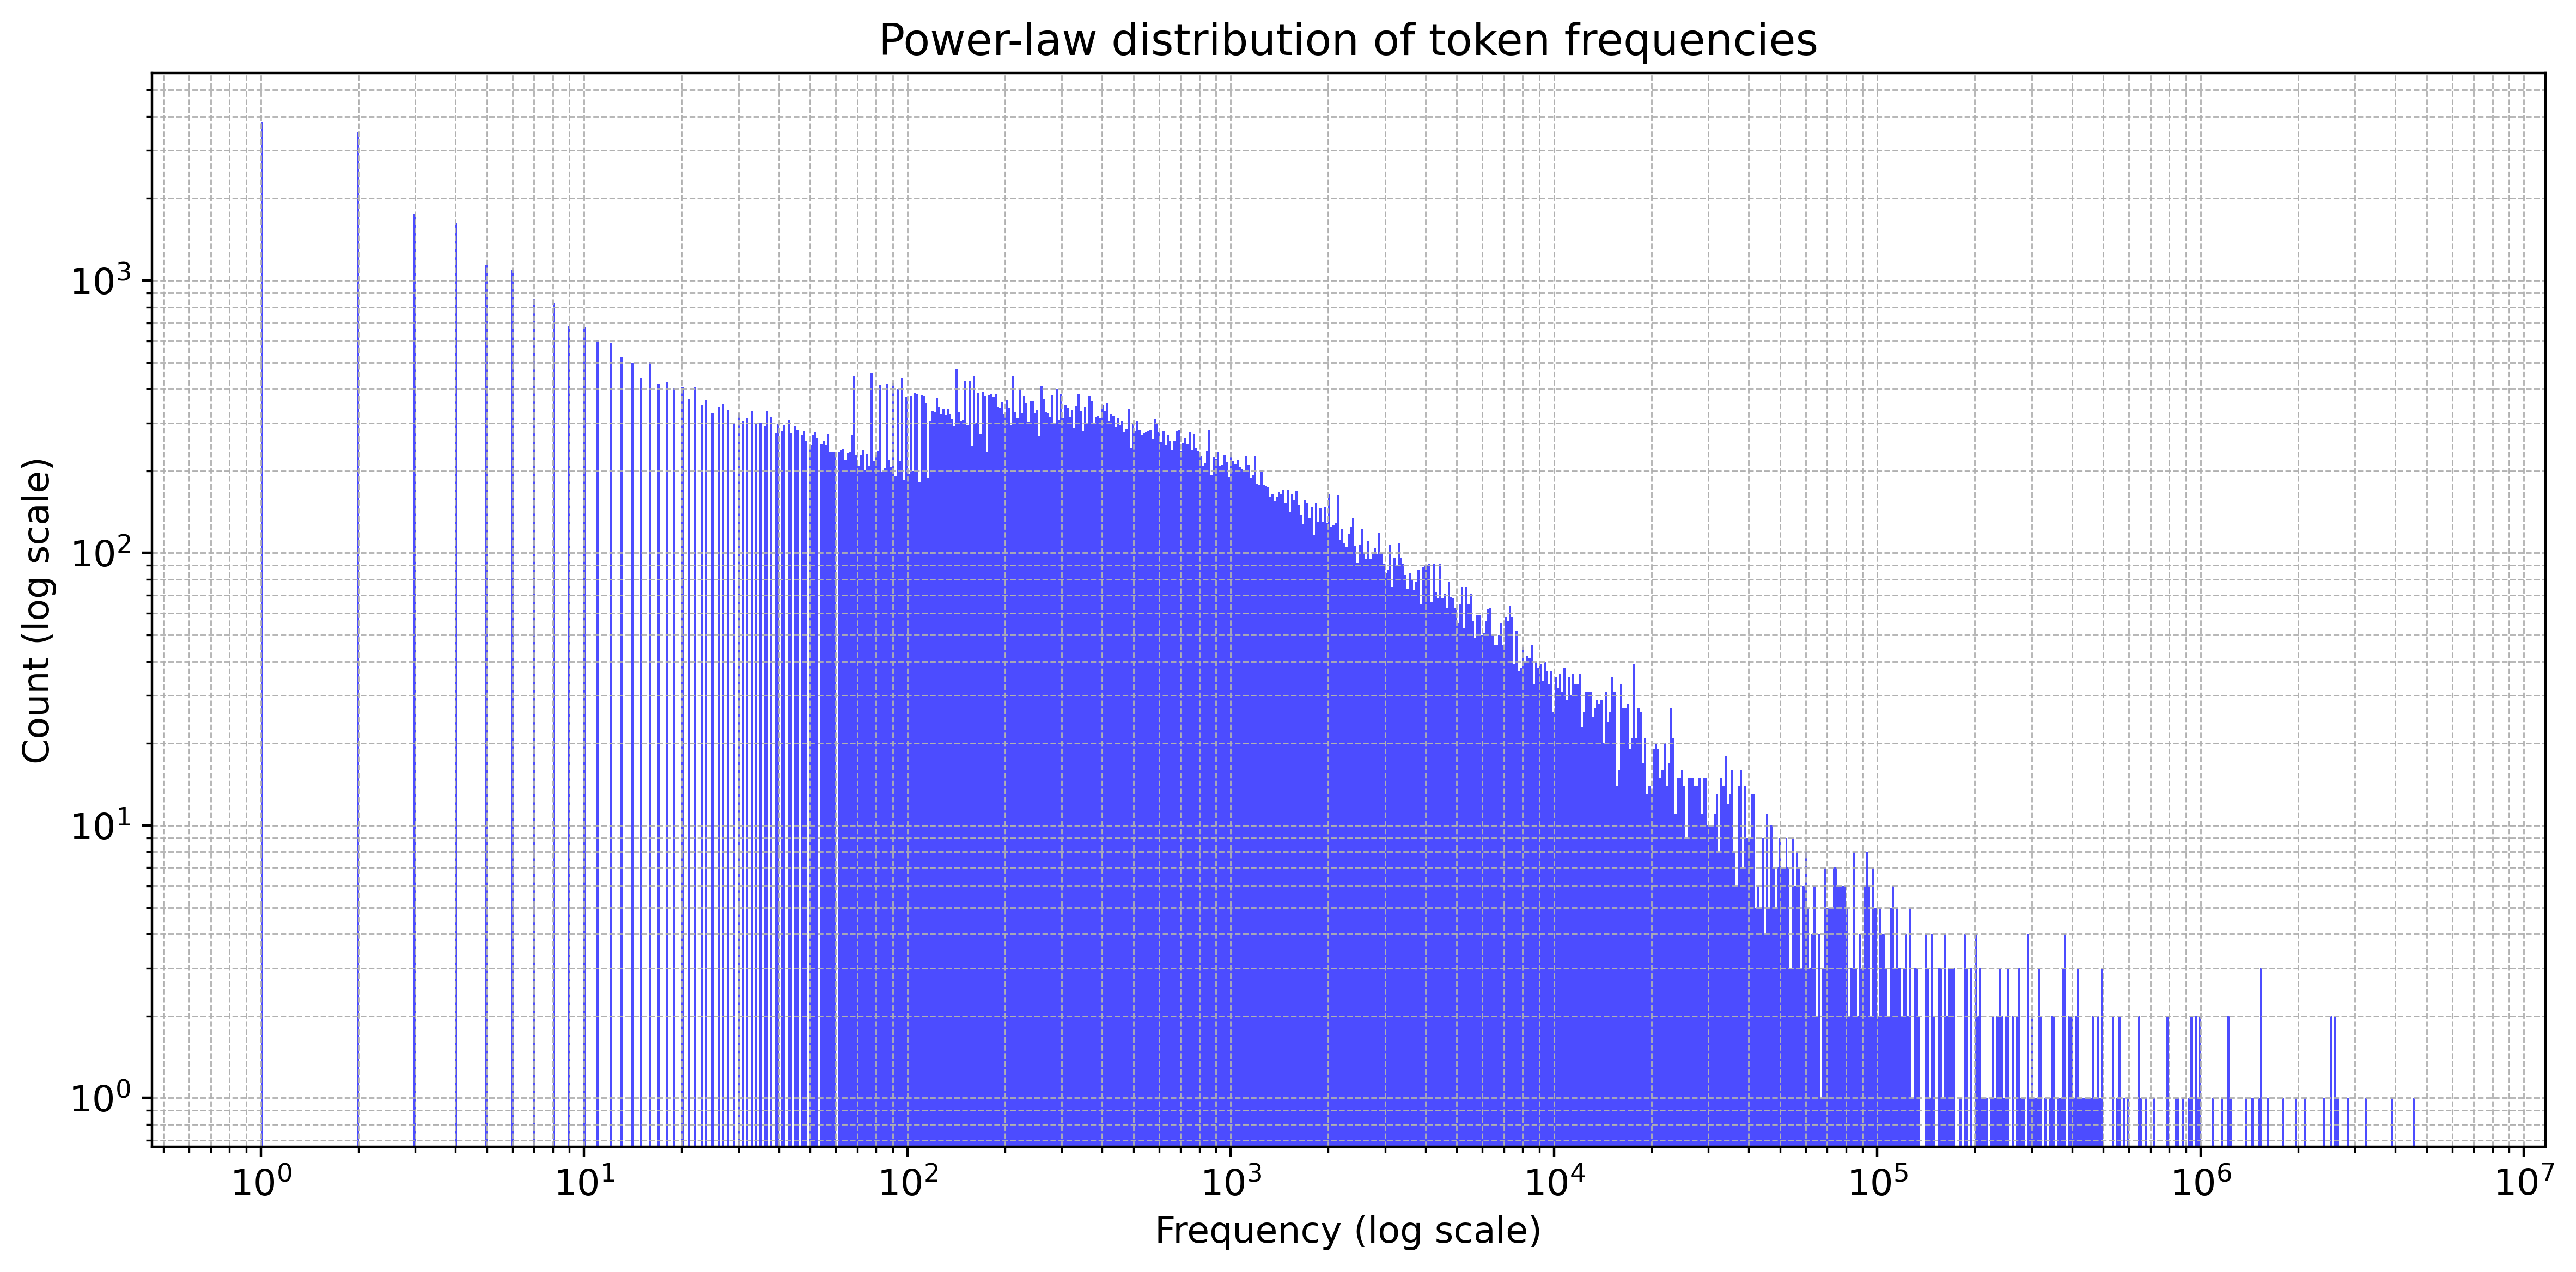 Power-law distribution of token frequencies
Count (log scale)
10³
10²
10¹
10⁰
10⁰ 10¹ 10² 10³ 10⁴ 10⁵ 10⁶ 10⁷
Frequency (log scale)